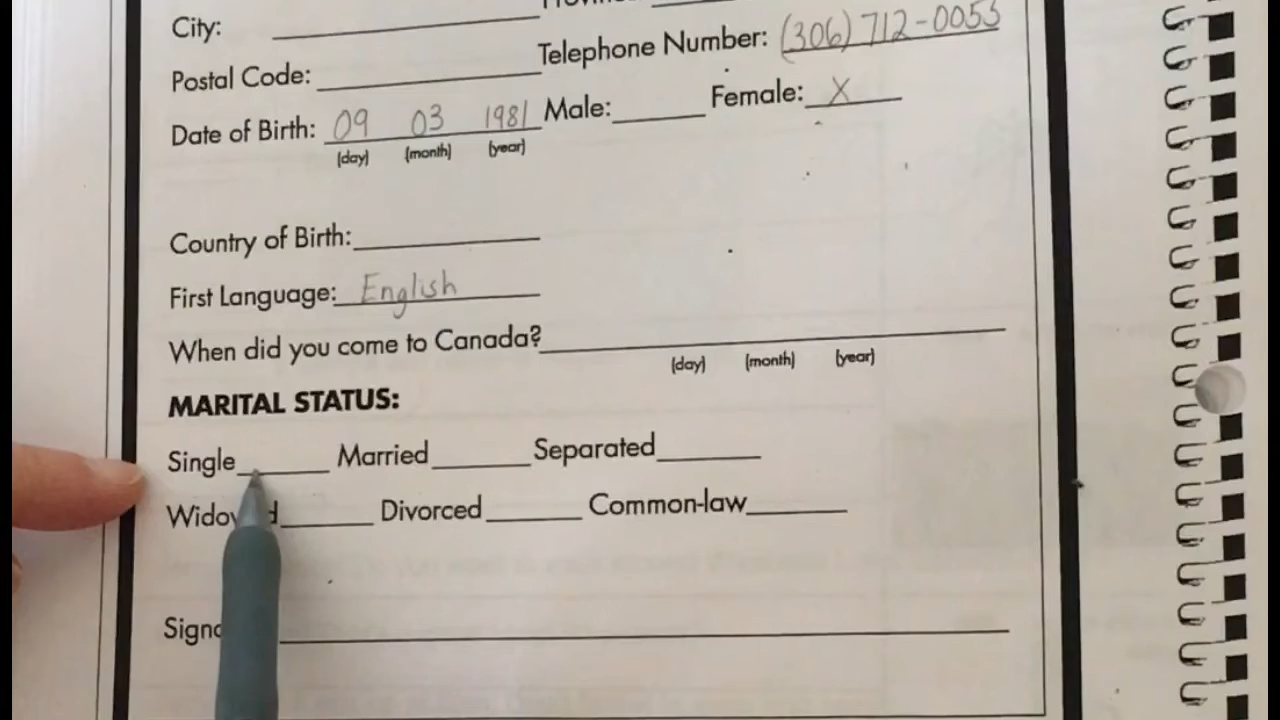 City:
Telephone Number: (306) 712-0053
Postal Code:
Date of Birth: 09 03 1981 Male: Female: X
(day) (month) (year)
Country of Birth:
First Language: English
When did you come to Canada?
(day) (month) (year)
MARITAL STATUS:
Single Married Separated
Divorced Common-law